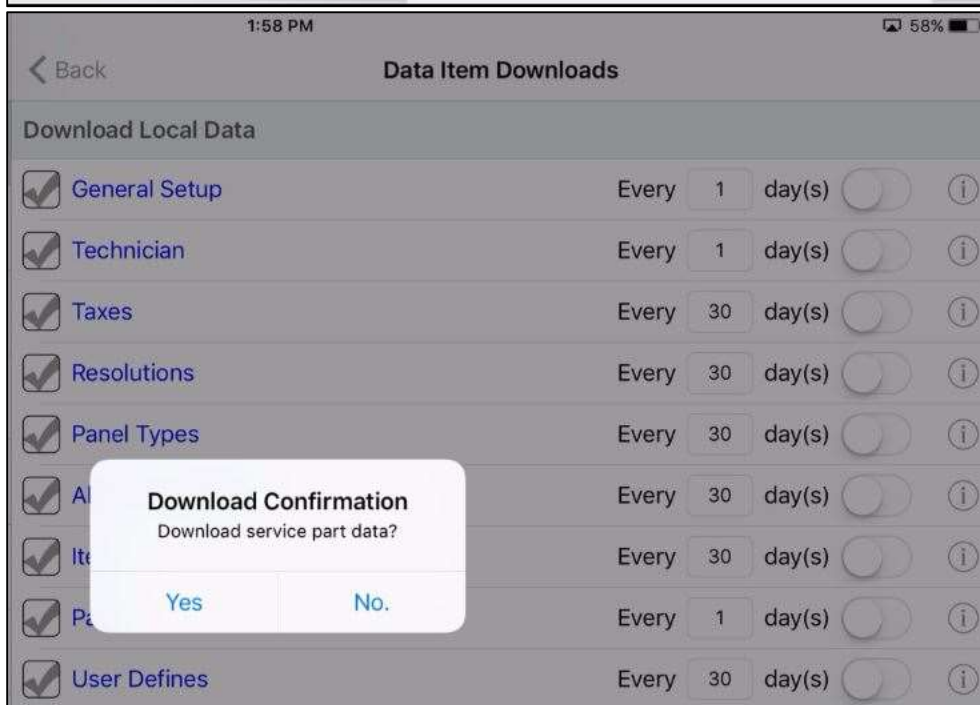 1:58 PM 58%
Back Data Item Downloads
Download Local Data
General Setup Every 1 day(s)
Technician Every 1 day(s)
Taxes Every 30 day(s)
Resolutions Every 30 day(s)
Panel Types Every 30 day(s)
Every 30 day(s)
Every 30 day(s)
Every 1 day(s)
User Defines Every 30 day(s)
Download Confirmation
Download service part data?
Yes No.